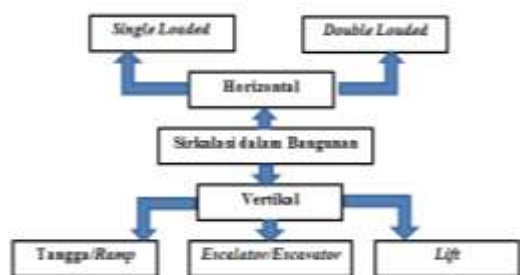 Single Loaded
Double Loaded
Horizontal
Sirkulasi dalam Bangunan
Vertikal
Tangga/Ramp
Escalator/Escavator
Lift